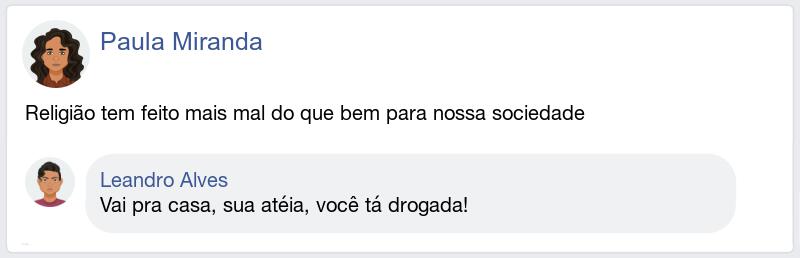 Paula Miranda
Religião tem feito mais mal do que bem para nossa sociedade
Leandro Alves
Vai pra casa, sua atéia, você tá drogada!